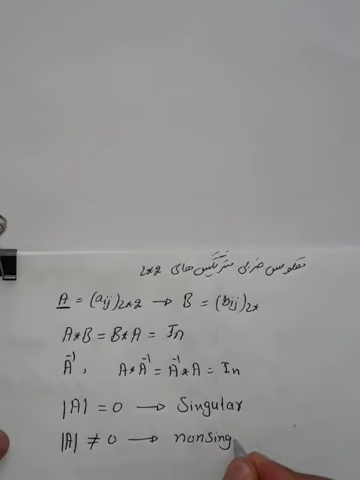 معکوس ضربی متریکس های 2*2
A = (aij)2*2 → B = (bij)2*
A*B = B*A = In
A⁻¹, A*A⁻¹ = A⁻¹*A = In
|A| = 0 → Singular
|A| ≠ 0 → nonsing